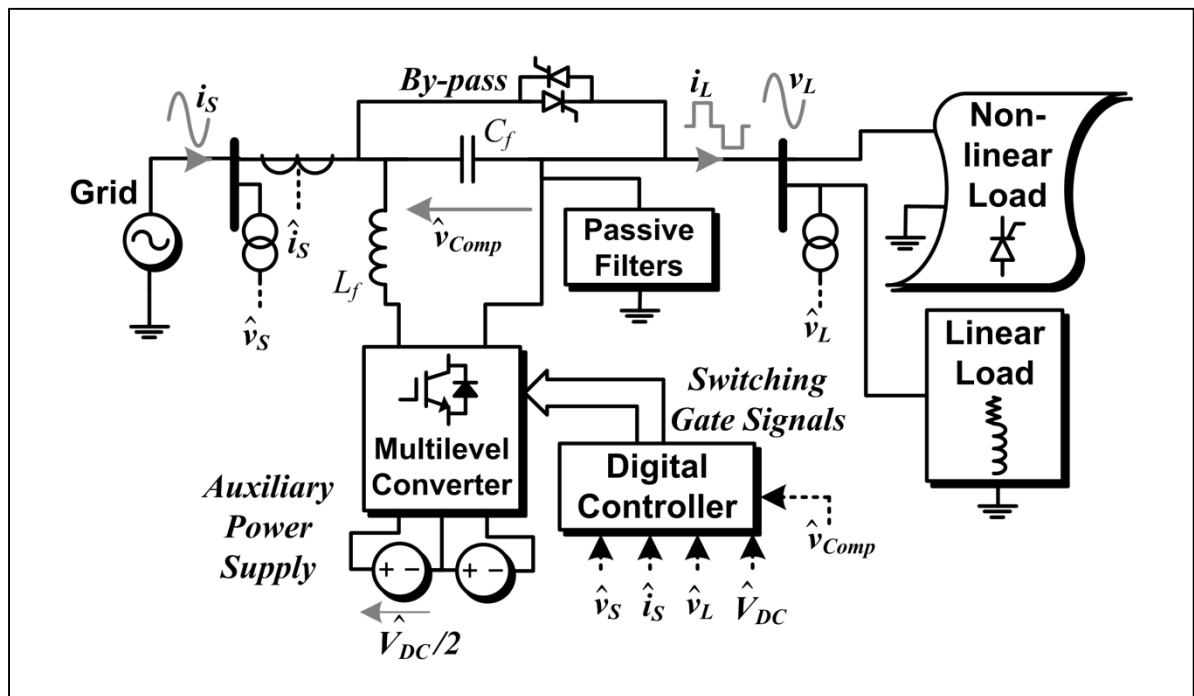 By-pass
i_S
i_L
v_L
C_f
Non-
linear
Load
Grid
î_S
v̂_Comp
Passive
Filters
L_f
v̂_S
v̂_L
Linear
Load
Switching
Gate Signals
Multilevel
Converter
Digital
Controller
Auxiliary
Power
Supply
v̂_Comp
+ − + −
v̂_S î_S v̂_L V̂_DC
V̂_DC/2